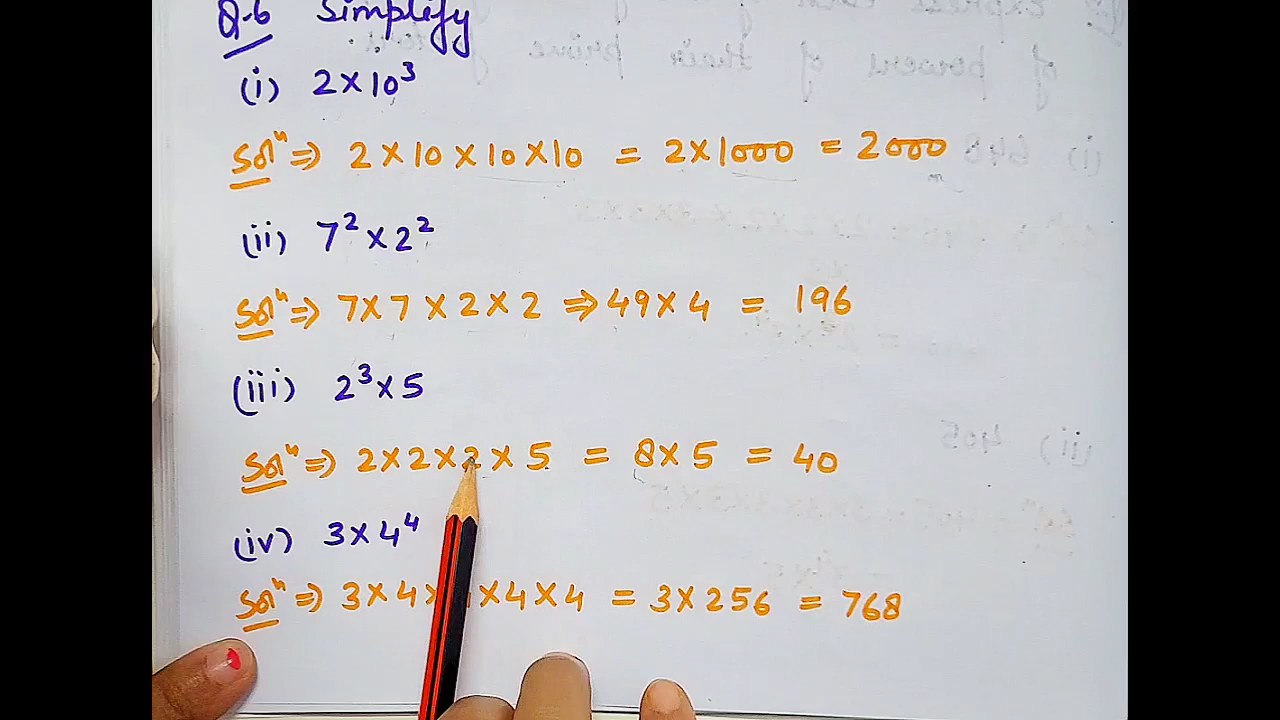 Q.6 Simplify
(i) 2×10³
Solⁿ ⇒ 2×10×10×10 = 2×1000 = 2000
(ii) 7²×2²
Solⁿ ⇒ 7×7×2×2 ⇒ 49×4 = 196
(iii) 2³×5
Solⁿ ⇒ 2×2×2×5 = 8×5 = 40
(iv) 3×4⁴
Solⁿ ⇒ 3×4× ×4×4 = 3×256 = 768